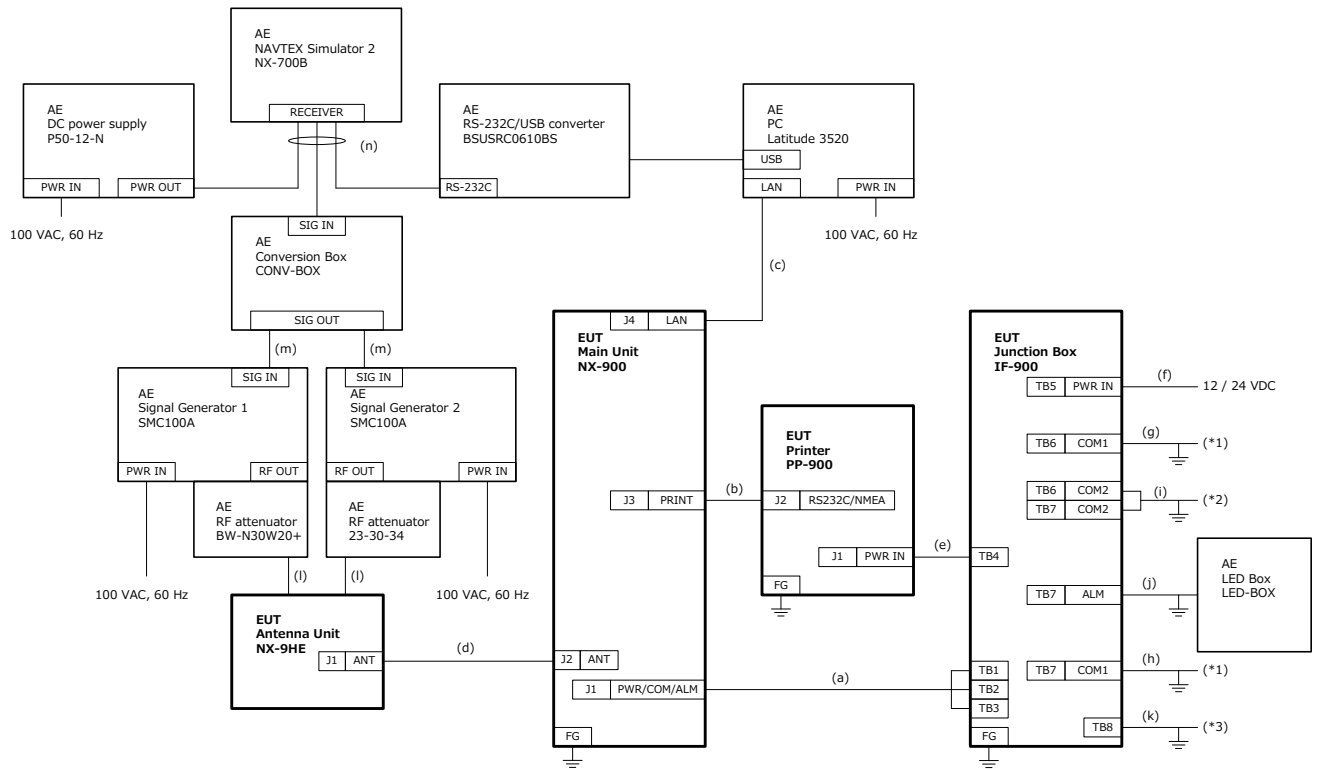 AE
NAVTEX Simulator 2
NX-700B
RECEIVER
(n)
AE
DC power supply
P50-12-N
PWR IN
PWR OUT
100 VAC, 60 Hz
AE
RS-232C/USB converter
BSUSRC0610BS
RS-232C
AE
PC
Latitude 3520
USB
LAN
PWR IN
100 VAC, 60 Hz
(c)
SIG IN
AE
Conversion Box
CONV-BOX
SIG OUT
(m)
(m)
SIG IN
AE
Signal Generator 1
SMC100A
PWR IN
RF OUT
SIG IN
AE
Signal Generator 2
SMC100A
RF OUT
PWR IN
AE
RF attenuator
BW-N30W20+
AE
RF attenuator
23-30-34
(l)
(l)
100 VAC, 60 Hz
100 VAC, 60 Hz
EUT
Antenna Unit
NX-9HE
J1 ANT
(d)
J4 LAN
EUT
Main Unit
NX-900
J3 PRINT
(b)
J2 ANT
J1 PWR/COM/ALM
(a)
FG
EUT
Printer
PP-900
J2 RS232C/NMEA
J1 PWR IN
(e)
FG
EUT
Junction Box
IF-900
TB5 PWR IN
(f)
12 / 24 VDC
TB6 COM1
(g)
(*1)
TB6 COM2
TB7 COM2
(i)
(*2)
TB4
TB7 ALM
(j)
AE
LED Box
LED-BOX
TB1
TB2
TB3
TB7 COM1
(h)
(*1)
TB8
(k)
(*3)
FG